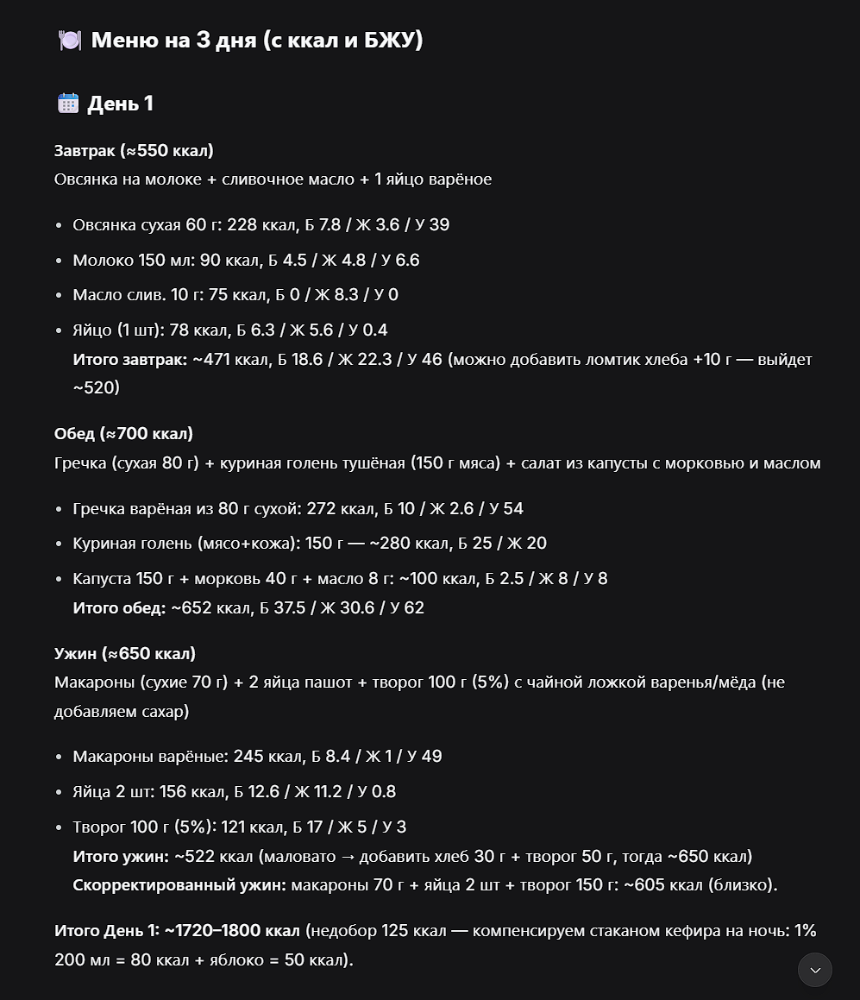 🍽️ Меню на 3 дня (с ккал и БЖУ)
📅 День 1
Завтрак (≈550 ккал)
Овсянка на молоке + сливочное масло + 1 яйцо варёное
• Овсянка сухая 60 г: 228 ккал, Б 7.8 / Ж 3.6 / У 39
• Молоко 150 мл: 90 ккал, Б 4.5 / Ж 4.8 / У 6.6
• Масло слив. 10 г: 75 ккал, Б 0 / Ж 8.3 / У 0
• Яйцо (1 шт): 78 ккал, Б 6.3 / Ж 5.6 / У 0.4
Итого завтрак: ~471 ккал, Б 18.6 / Ж 22.3 / У 46 (можно добавить ломтик хлеба +10 г — выйдет
~520)
Обед (≈700 ккал)
Гречка (сухая 80 г) + куриная голень тушёная (150 г мяса) + салат из капусты с морковью и маслом
• Гречка варёная из 80 г сухой: 272 ккал, Б 10 / Ж 2.6 / У 54
• Куриная голень (мясо+кожа): 150 г — ~280 ккал, Б 25 / Ж 20
• Капуста 150 г + морковь 40 г + масло 8 г: ~100 ккал, Б 2.5 / Ж 8 / У 8
Итого обед: ~652 ккал, Б 37.5 / Ж 30.6 / У 62
Ужин (≈650 ккал)
Макароны (сухие 70 г) + 2 яйца пашот + творог 100 г (5%) с чайной ложкой варенья/мёда (не
добавляем сахар)
• Макароны варёные: 245 ккал, Б 8.4 / Ж 1 / У 49
• Яйца 2 шт: 156 ккал, Б 12.6 / Ж 11.2 / У 0.8
• Творог 100 г (5%): 121 ккал, Б 17 / Ж 5 / У 3
Итого ужин: ~522 ккал (маловато → добавить хлеб 30 г + творог 50 г, тогда ~650 ккал)
Скорректированный ужин: макароны 70 г + яйца 2 шт + творог 150 г: ~605 ккал (близко).
Итого День 1: ~1720–1800 ккал (недобор 125 ккал — компенсируем стаканом кефира на ночь: 1%
200 мл = 80 ккал + яблоко = 50 ккал).